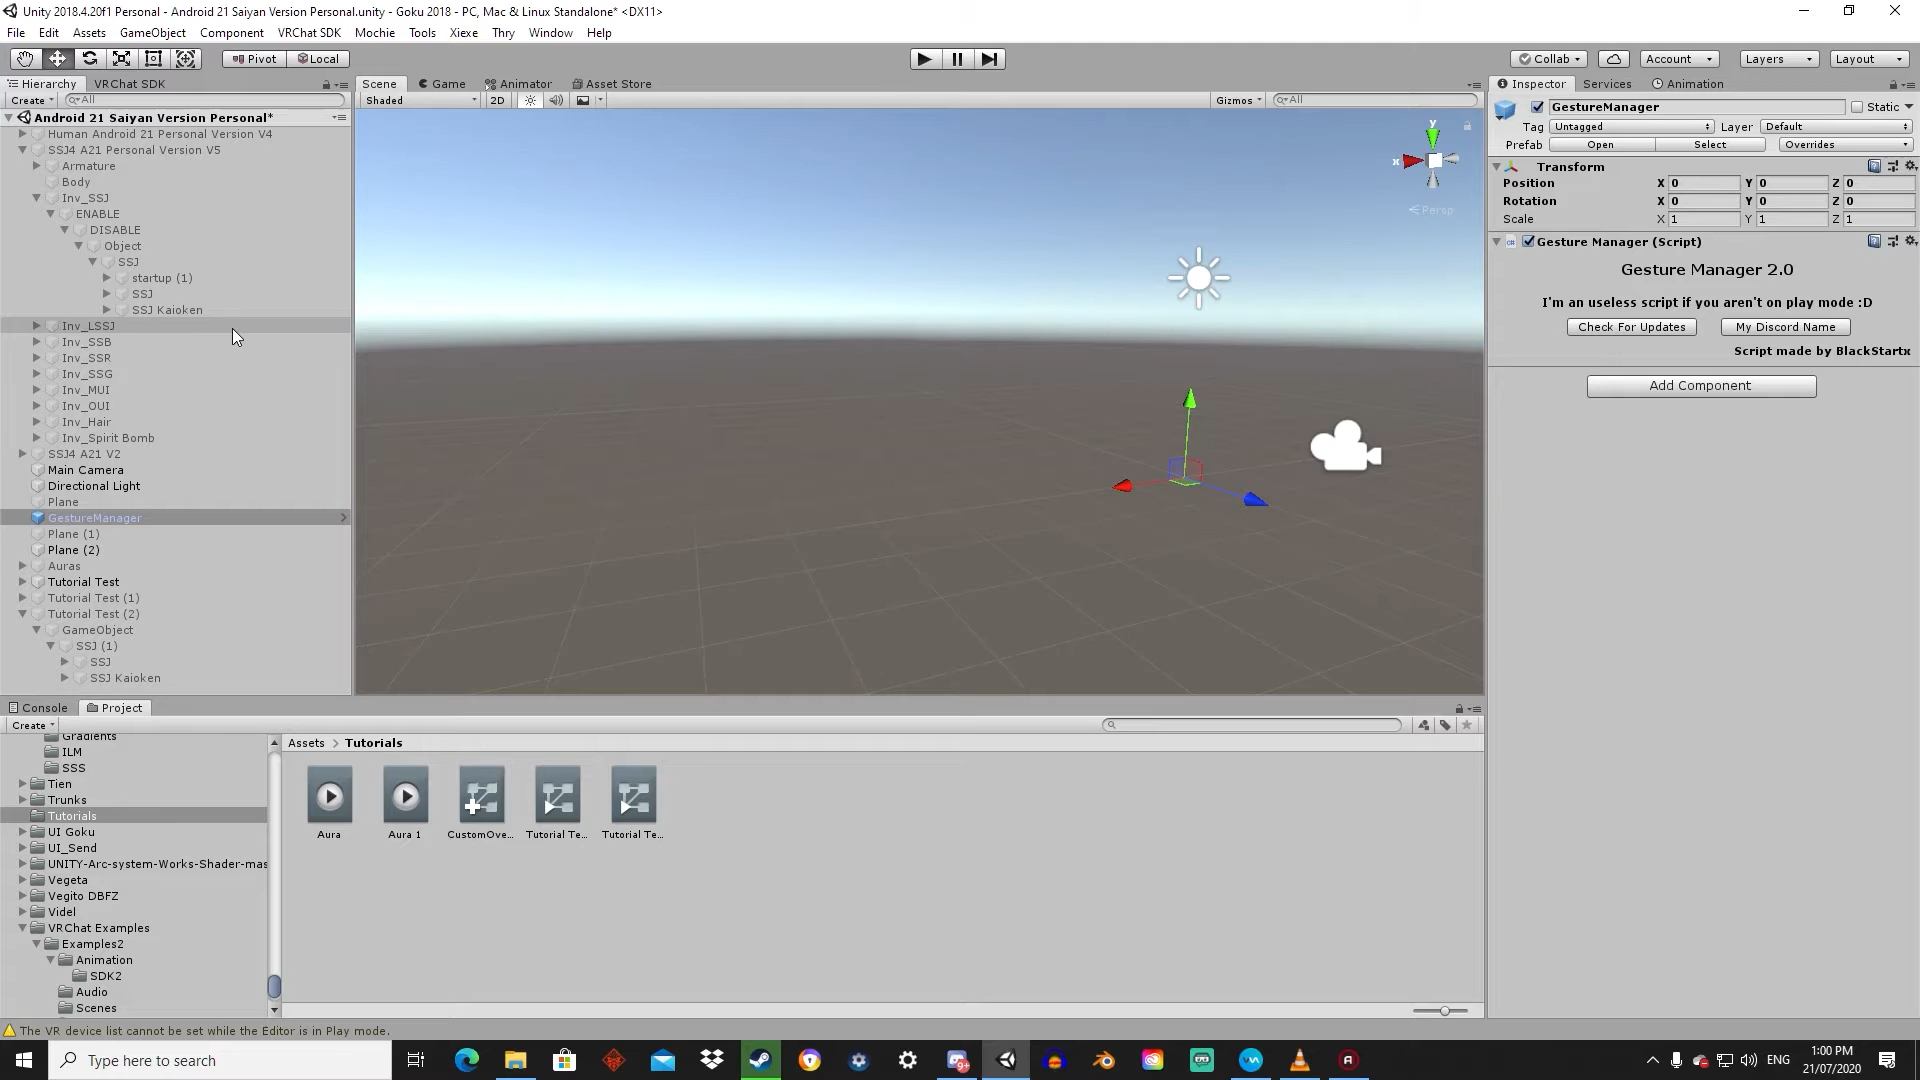 Unity 2018.4.20f1 Personal - Android 21 Saiyan Version Personal.unity - Goku 2018 - PC, Mac & Linux Standalone* <DX11>
File Edit Assets GameObject Component VRChat SDK Mochie Tools Xiexe Thry Window Help
Pivot Local Collab Account Layers Layout
Hierarchy VRChat SDK
Create All
Android 21 Saiyan Version Personal*
Human Android 21 Personal Version V4
SSJ4 A21 Personal Version V5
Armature
Body
Inv_SSJ
ENABLE
DISABLE
Object
SSJ
startup (1)
SSJ
SSJ Kaioken
Inv_LSSJ
Inv_SSB
Inv_SSR
Inv_SSG
Inv_MUI
Inv_OUI
Inv_Hair
Inv_Spirit Bomb
SSJ4 A21 V2
Main Camera
Directional Light
Plane
GestureManager
Plane (1)
Plane (2)
Auras
Tutorial Test
Tutorial Test (1)
Tutorial Test (2)
GameObject
SSJ (1)
SSJ
SSJ Kaioken
Scene Game Animator Asset Store
Shaded 2D Gizmos All
y
x
Persp
Inspector Services Animation
GestureManager Static
Tag Untagged Layer Default
Prefab Open Select Overrides
Transform
Position X 0 Y 0 Z 0
Rotation X 0 Y 0 Z 0
Scale X 1 Y 1 Z 1
Gesture Manager (Script)
Gesture Manager 2.0
I'm an useless script if you aren't on play mode :D
Check For Updates My Discord Name
Script made by BlackStartx
Add Component
Console Project
Create
Gradients
ILM
SSS
Tien
Trunks
Tutorials
UI Goku
UI_Send
UNITY-Arc-system-Works-Shader-mas
Vegeta
Vegito DBFZ
Videl
VRChat Examples
Examples2
Animation
SDK2
Audio
Scenes
Assets > Tutorials
Aura Aura 1 CustomOve... Tutorial Te... Tutorial Te...
The VR device list cannot be set while the Editor is in Play mode.
Type here to search
9+
ENG
1:00 PM
21/07/2020